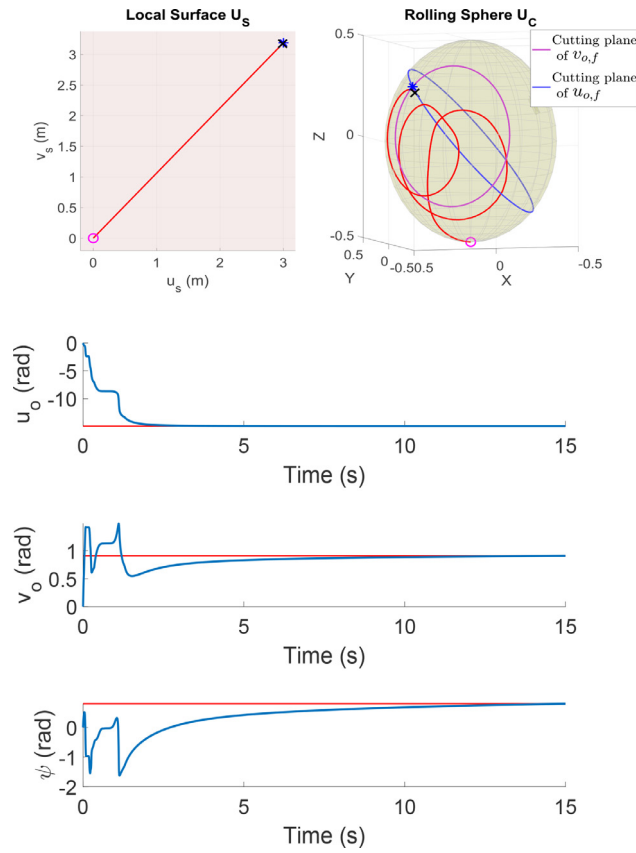 Local Surface U_S
3
2.5
2
1.5
1
0.5
0
v_s (m)
0 1 2 3
u_s (m)
Rolling Sphere U_C
0.5
0
-0.5
Z
0.5
0
-0.5
Y
0.5
0
-0.5
X
Cutting plane
of v_{o,f}
Cutting plane
of u_{o,f}
0
-5
-10
u_o (rad)
0 5 10 15
Time (s)
1
0.5
0
v_o (rad)
0 5 10 15
Time (s)
0
-1
-2
ψ (rad)
0 5 10 15
Time (s)